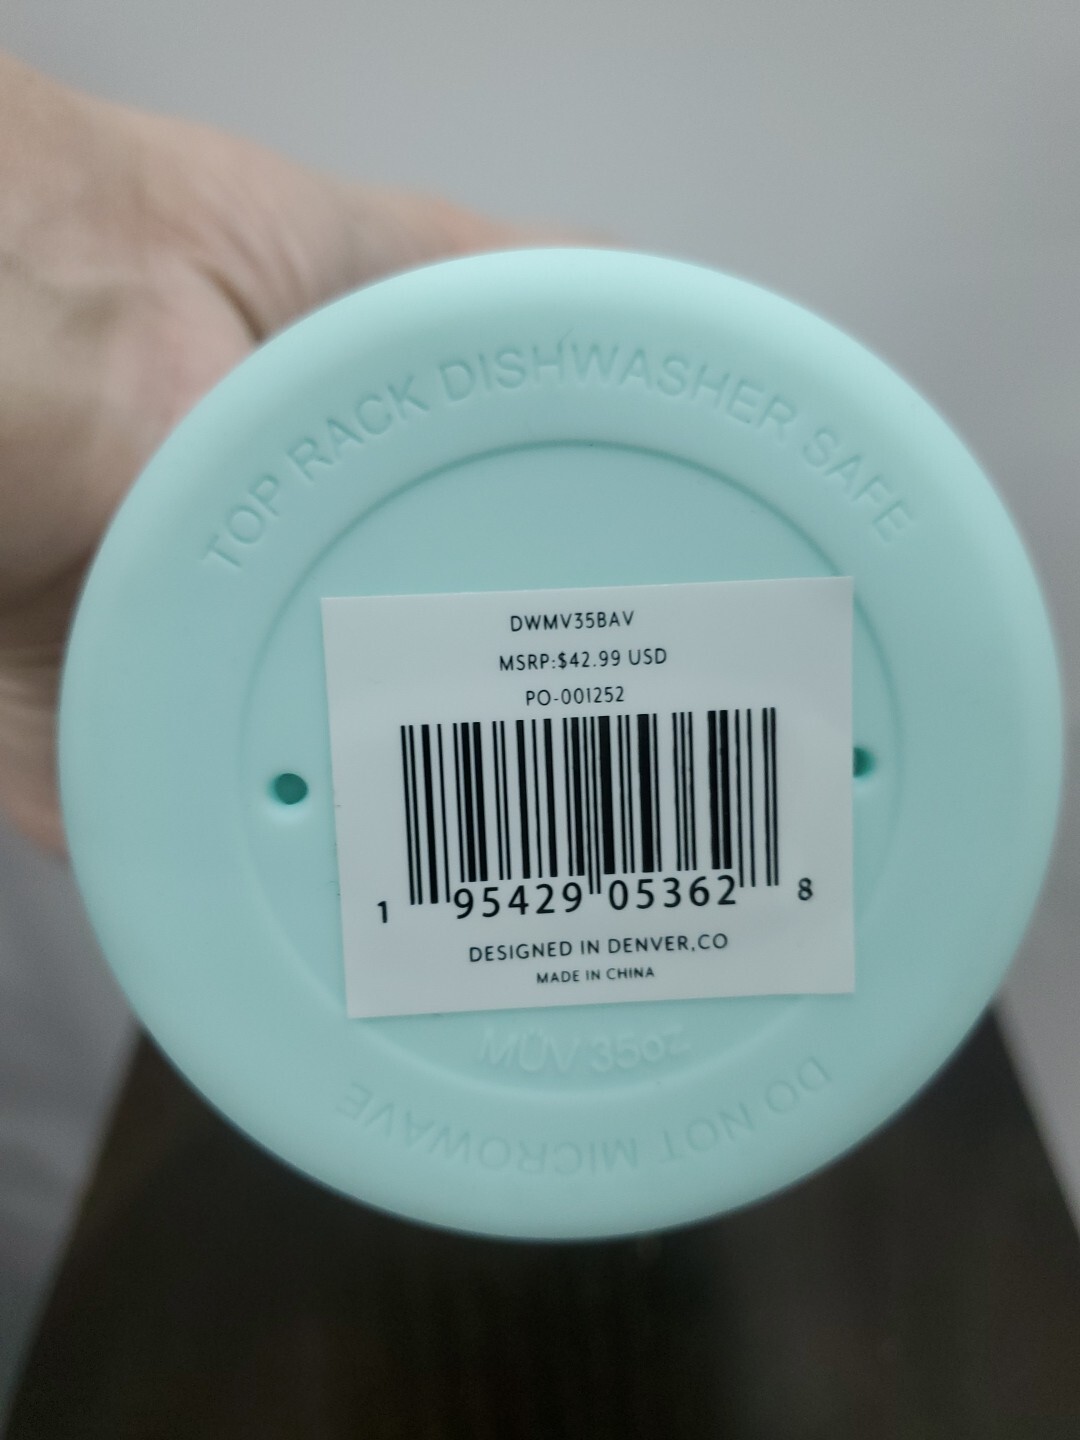 TOP RACK DISHWASHER SAFE
DWMV35BAV
MSRP:$42.99 USD
PO-001252
1 95429 05362 8
DESIGNED IN DENVER,CO
MADE IN CHINA
MÜV 35oz
DO NOT MICROWAVE